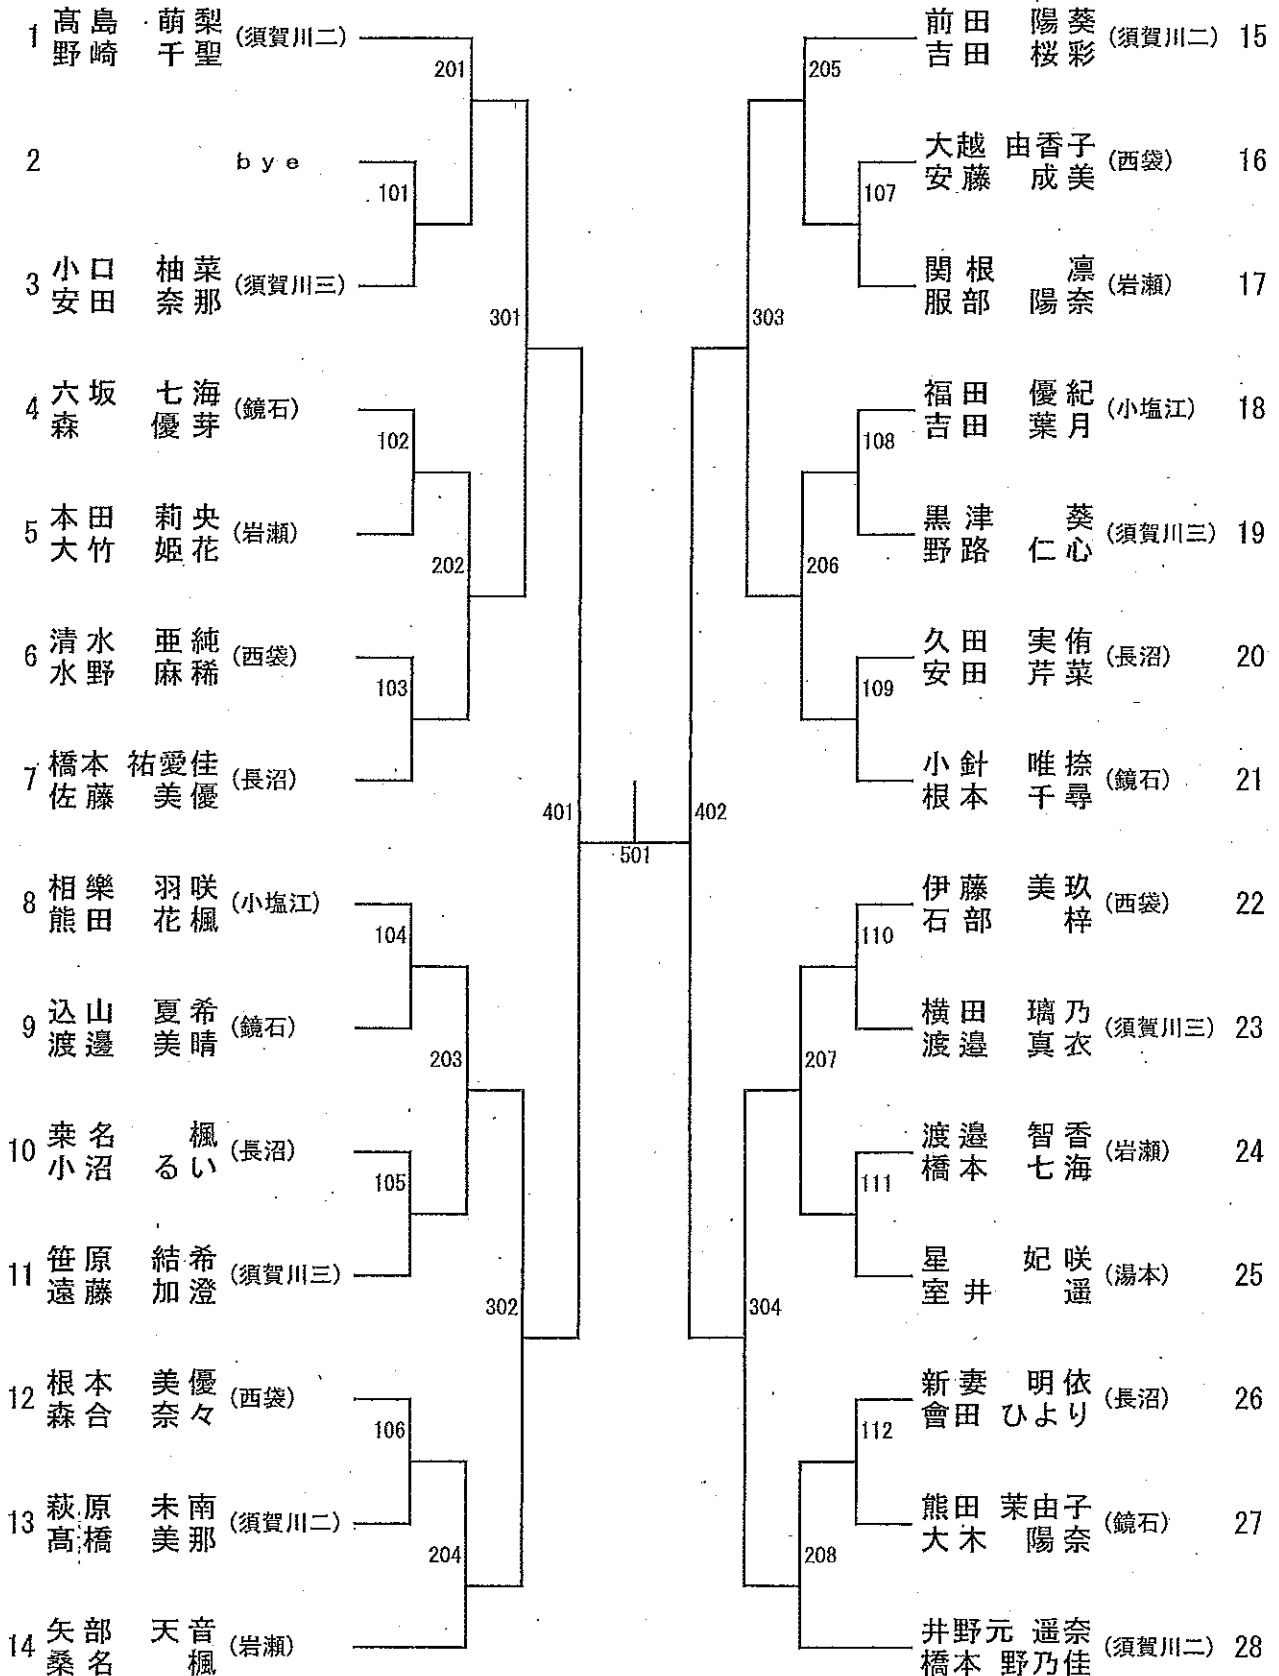 1 髙島 萌梨 (須賀川二)
野崎 千聖
201
2 bye
101
3 小口 柚菜 (須賀川三)
安田 奈那
301
4 六坂 七海 (鏡石)
森 優芽
102
5 本田 莉央 (岩瀬)
大竹 姫花
202
6 清水 亜純 (西袋)
水野 麻稀
103
7 橋本 祐愛佳 (長沼)
佐藤 美優
401
8 相樂 羽咲 (小塩江)
熊田 花楓
104
9 込山 夏希 (鏡石)
渡邊 美晴
203
10 桒名 楓 (長沼)
小沼 るい
105
11 笹原 結希 (須賀川三)
遠藤 加澄
302
12 根本 美優 (西袋)
森合 奈々
106
13 萩原 未南 (須賀川二)
髙橋 美那
204
14 矢部 天音 (岩瀬)
桑名 楓
501
前田 陽葵 (須賀川二) 15
吉田 桜彩
205
大越 由香子 (西袋) 16
安藤 成美
107
関根 凛 (岩瀬) 17
服部 陽奈
303
福田 優紀 (小塩江) 18
吉田 葉月
108
黒津 葵 (須賀川三) 19
野路 仁心
206
久田 実侑 (長沼) 20
安田 芹菜
109
小針 唯捺 (鏡石) 21
根本 千尋
402
伊藤 美玖 (西袋) 22
石部 梓
110
横田 璃乃 (須賀川三) 23
渡邉 真衣
207
渡邉 智香 (岩瀬) 24
橋本 七海
111
星 妃咲 (湯本) 25
室井 遥
304
新妻 明依 (長沼) 26
會田 ひより
112
熊田 茉由子 (鏡石) 27
大木 陽奈
208
井野元 遥奈 (須賀川二) 28
橋本 野乃佳